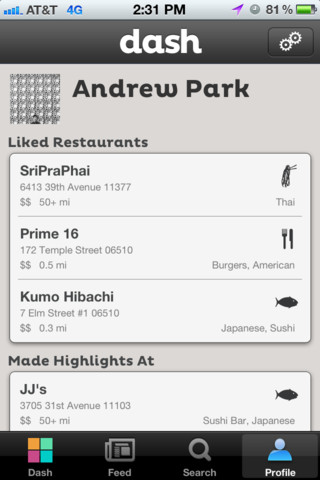 AT&T 4G 2:31 PM 81%
dash
Andrew Park
Liked Restaurants
SriPraPhai
6413 39th Avenue 11377
$$ 50+ mi Thai
Prime 16
172 Temple Street 06510
$$ 0.5 mi Burgers, American
Kumo Hibachi
7 Elm Street #1 06510
$$ 0.3 mi Japanese, Sushi
Made Highlights At
JJ's
3705 31st Avenue 11103
$$ 50+ mi Sushi Bar, Japanese
Dash Feed Search Profile